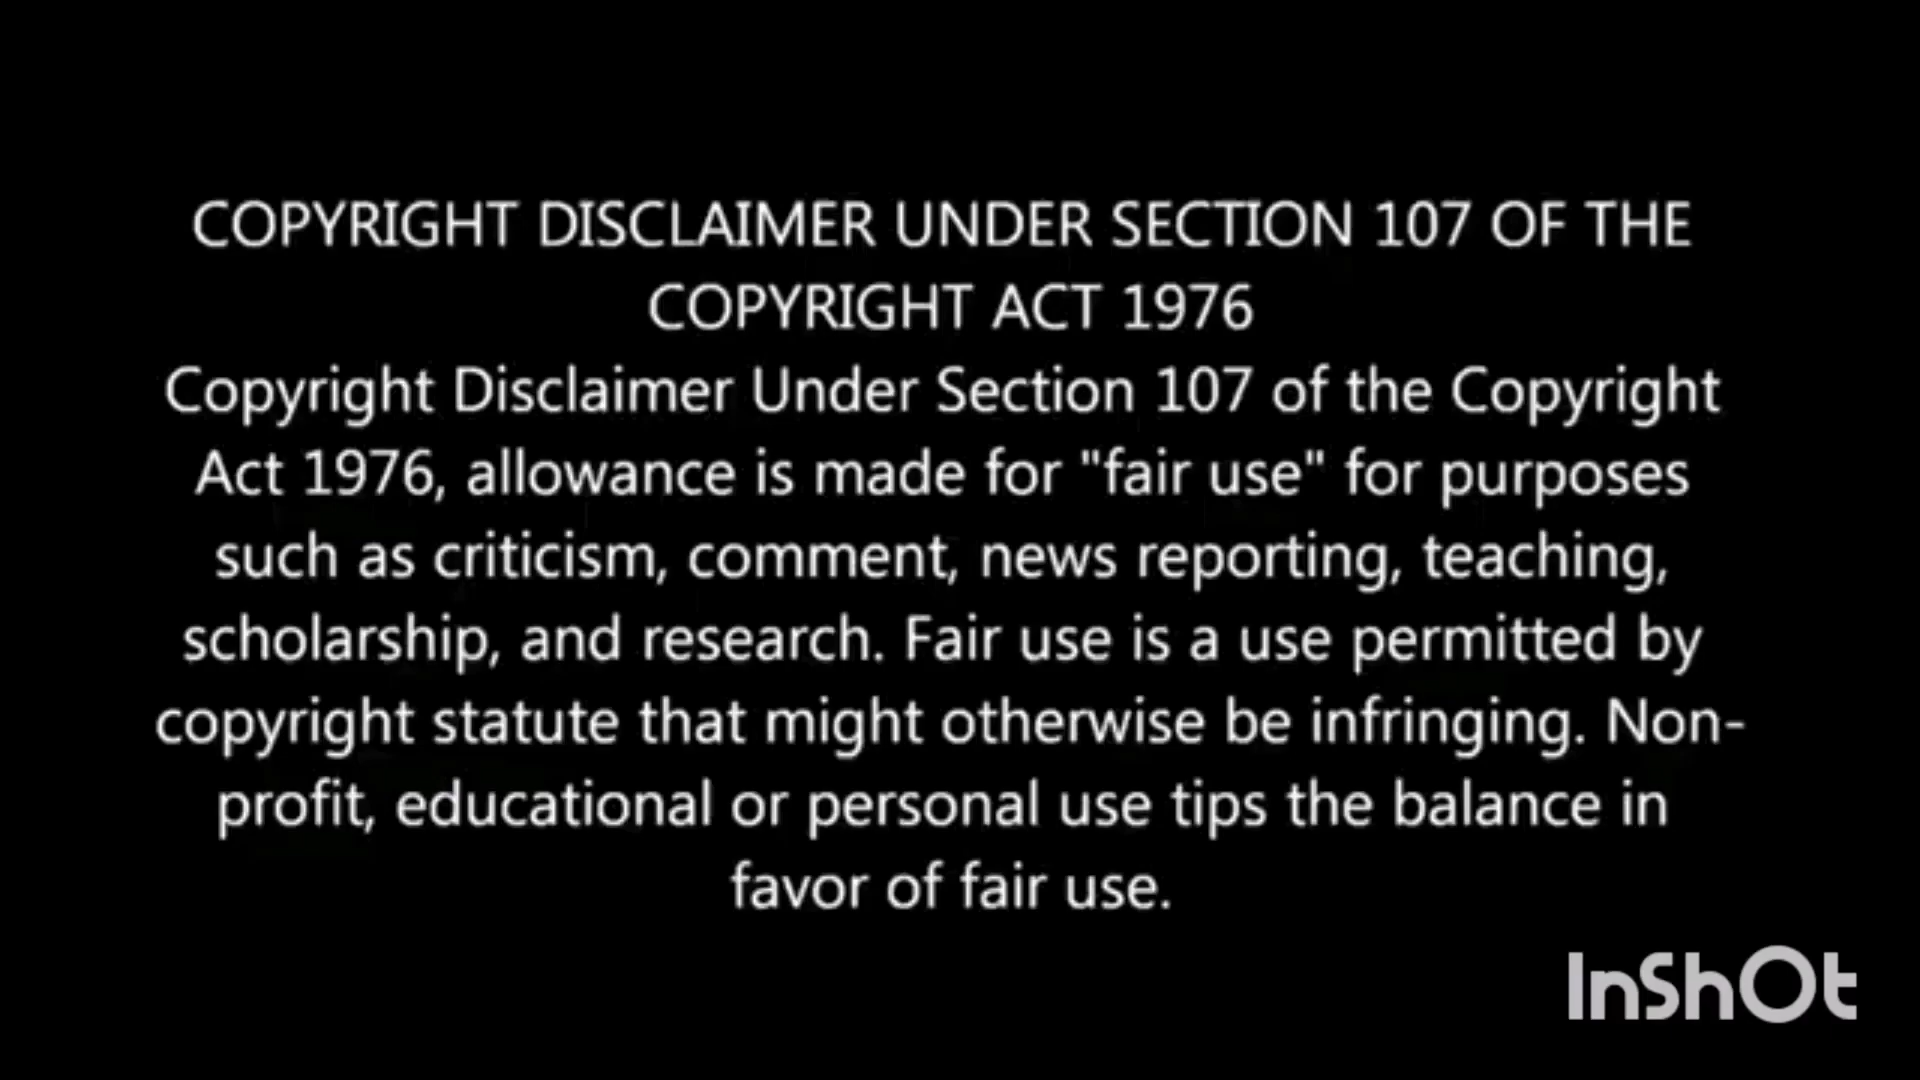 COPYRIGHT DISCLAIMER UNDER SECTION 107 OF THE
COPYRIGHT ACT 1976
Copyright Disclaimer Under Section 107 of the Copyright
Act 1976, allowance is made for "fair use" for purposes
such as criticism, comment, news reporting, teaching,
scholarship, and research. Fair use is a use permitted by
copyright statute that might otherwise be infringing. Non-
profit, educational or personal use tips the balance in
favor of fair use.
InShOt